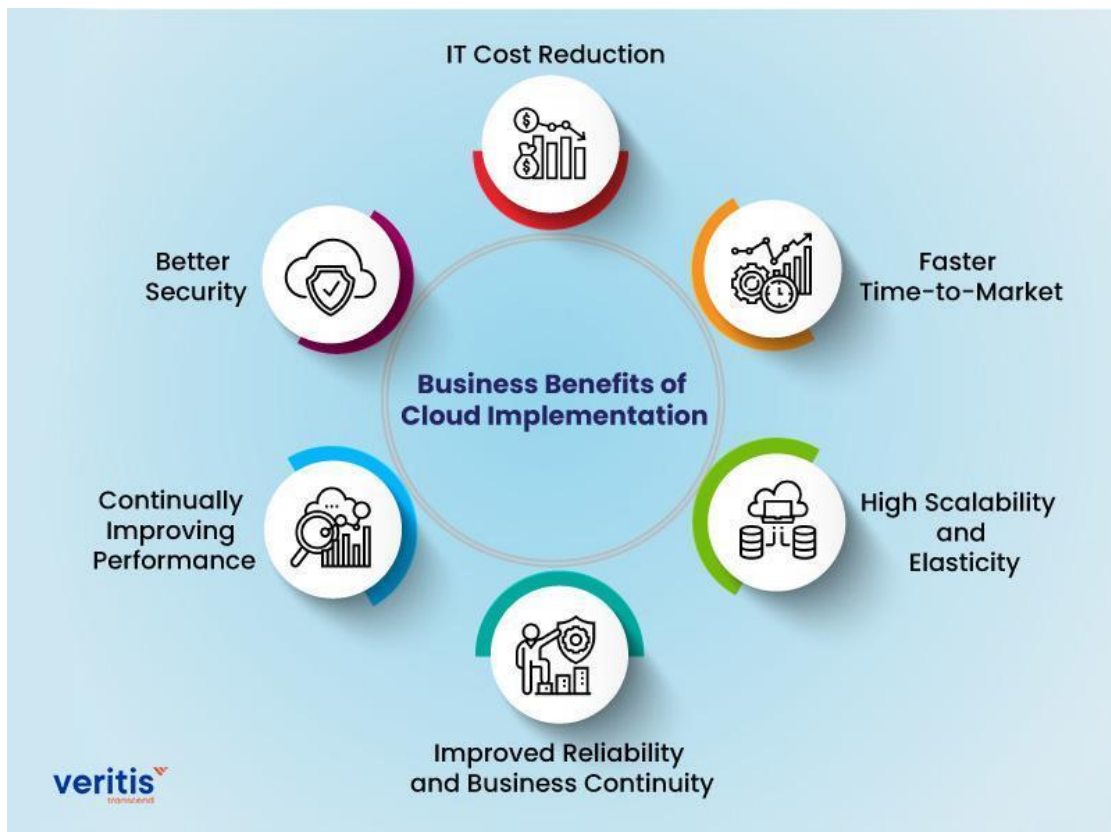 IT Cost Reduction
Faster
Time-to-Market
High Scalability
and
Elasticity
Improved Reliability
and Business Continuity
Continually
Improving
Performance
Better
Security
Business Benefits of
Cloud Implementation
veritis
transcend